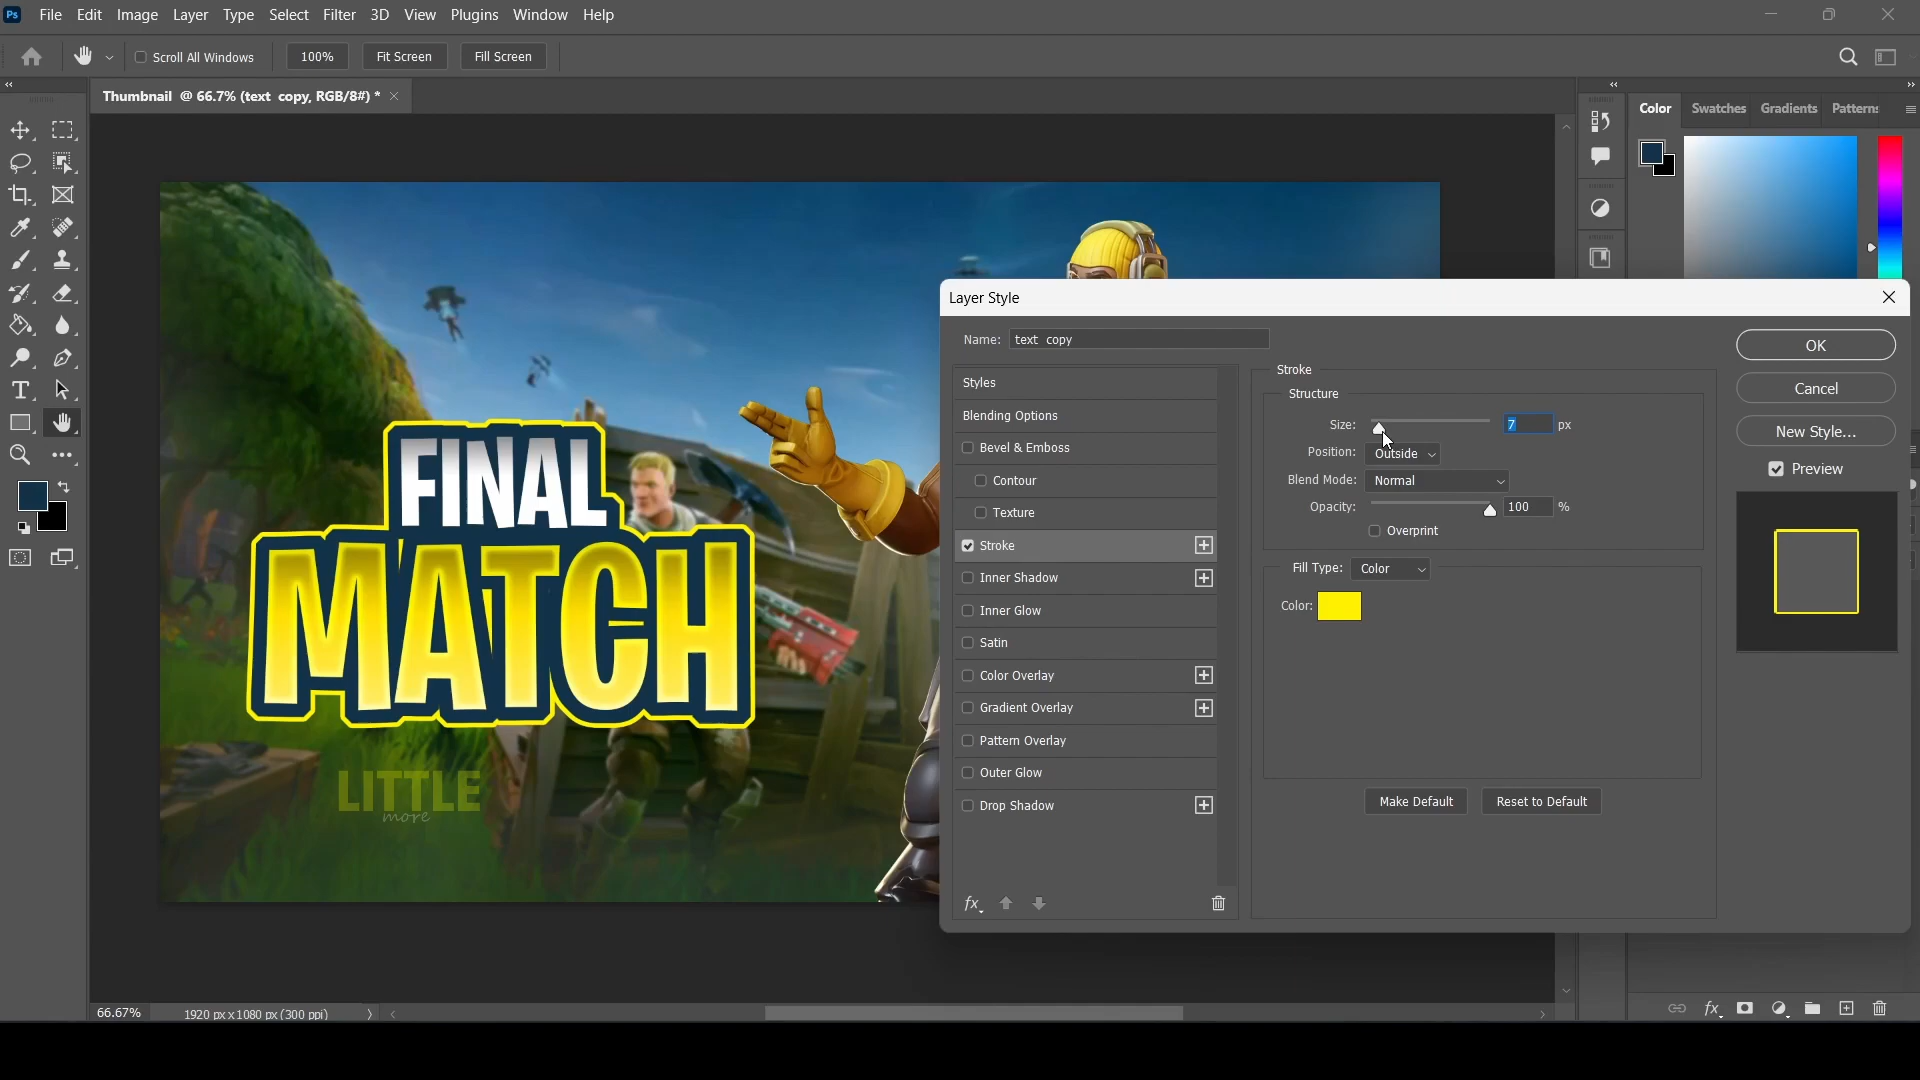 Ps File Edit Image Layer Type Select Filter 3D View Plugins Window Help
Scroll All Windows 100% Fit Screen Fill Screen
Thumbnail @ 66.7% (text copy, RGB/8#) *
Color Swatches Gradients Patterns
Layer Style
Name: text copy
Styles
Blending Options
Bevel & Emboss
Contour
Texture
Stroke
Inner Shadow
Inner Glow
Satin
Color Overlay
Gradient Overlay
Pattern Overlay
Outer Glow
Drop Shadow
fx
Stroke
Structure
Size: 7 px
Position: Outside
Blend Mode: Normal
Opacity: 100 %
Overprint
Fill Type: Color
Color:
Make Default Reset to Default
OK
Cancel
New Style...
Preview
FINAL
MATCH
LITTLE
more
66.67% 1920 px x 1080 px (300 ppi)
fx